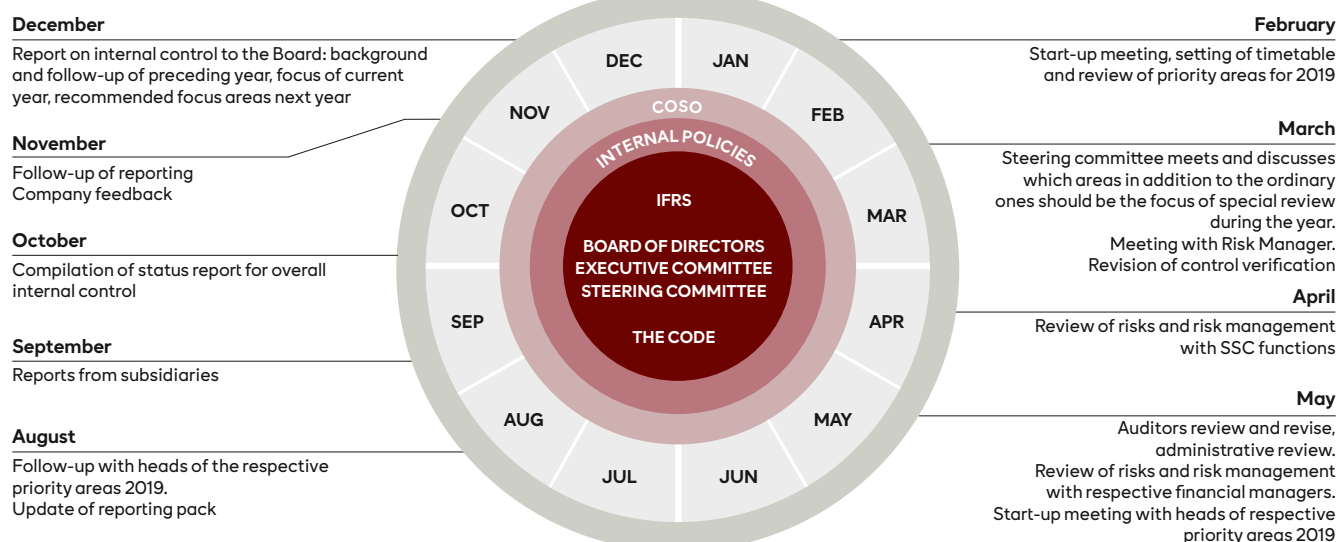 December
Report on internal control to the Board: background
and follow-up of preceding year, focus of current
year, recommended focus areas next year
November
Follow-up of reporting
Company feedback
October
Compilation of status report for overall
internal control
September
Reports from subsidiaries
August
Follow-up with heads of the respective
priority areas 2019.
Update of reporting pack
DEC
JAN
NOV
FEB
OCT
MAR
SEP
APR
AUG
MAY
JUL
JUN
COSO
INTERNAL POLICIES
IFRS
BOARD OF DIRECTORS
EXECUTIVE COMMITTEE
STEERING COMMITTEE
THE CODE
February
Start-up meeting, setting of timetable
and review of priority areas for 2019
March
Steering committee meets and discusses
which areas in addition to the ordinary
ones should be the focus of special review
during the year.
Meeting with Risk Manager.
Revision of control verification
April
Review of risks and risk management
with SSC functions
May
Auditors review and revise,
administrative review.
Review of risks and risk management
with respective financial managers.
Start-up meeting with heads of respective
priority areas 2019